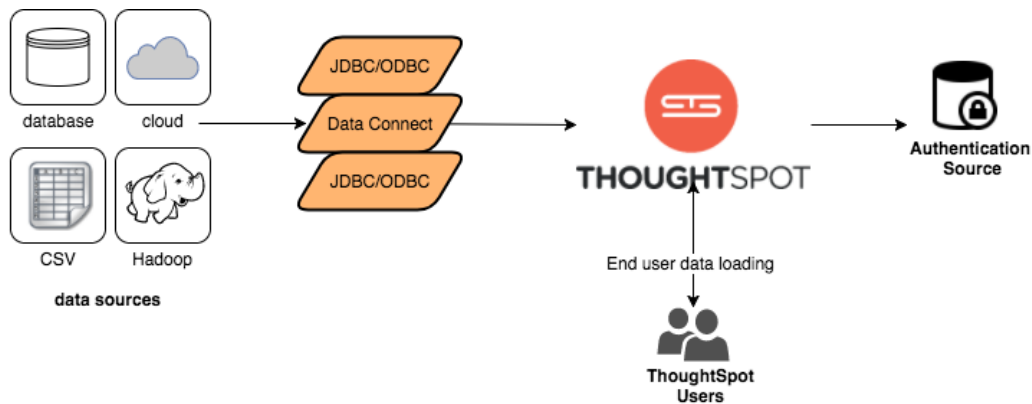 database
cloud
CSV
Hadoop
data sources
JDBC/ODBC
Data Connect
JDBC/ODBC
THOUGHTSPOT
End user data loading
ThoughtSpot
Users
Authentication
Source